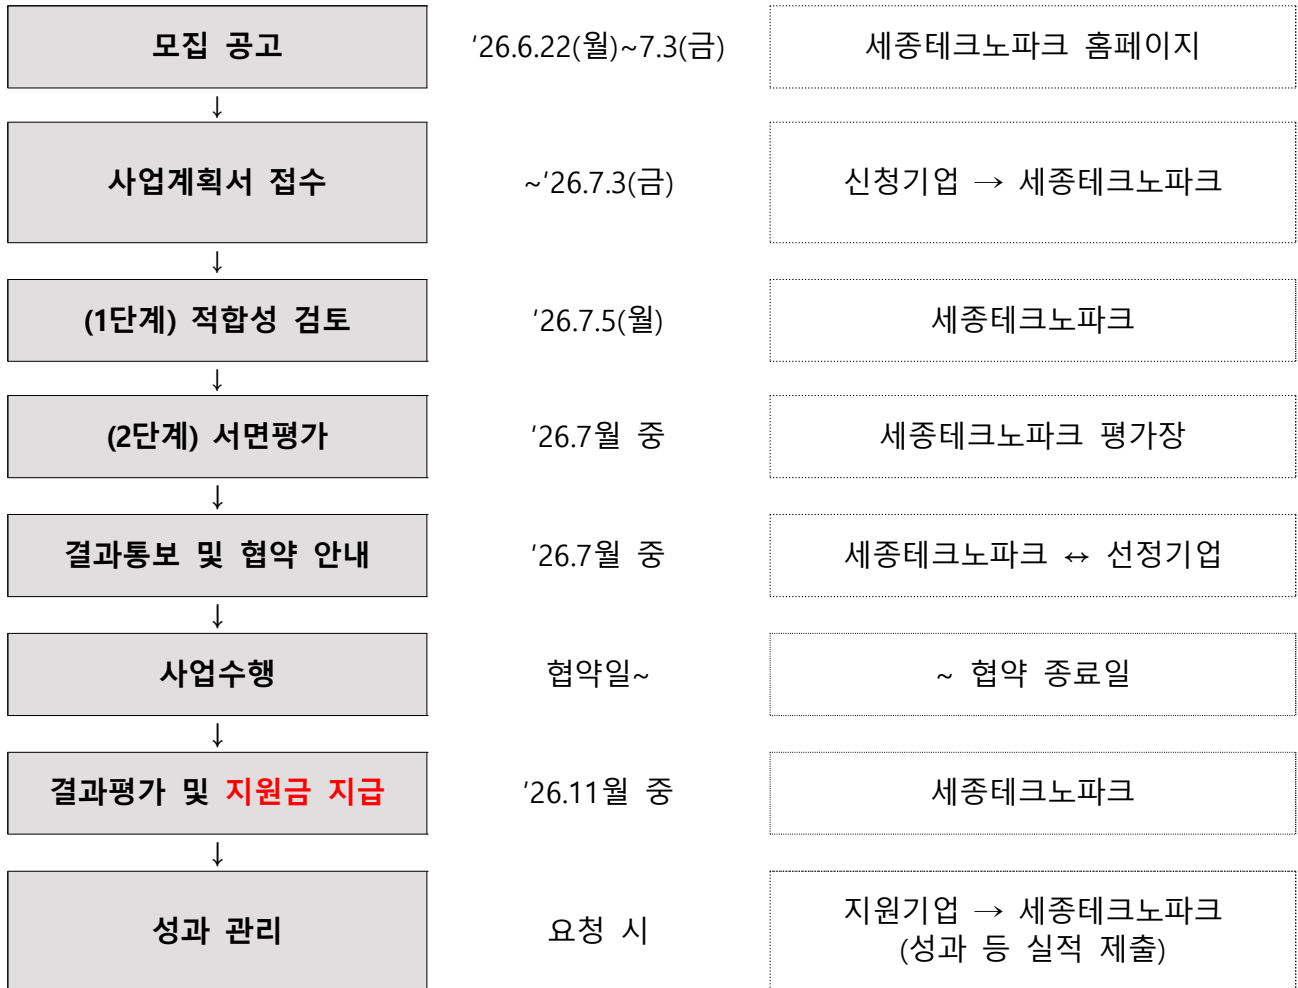 모집 공고 '26.6.22(월)~7.3(금) 세종테크노파크 홈페이지
↓
사업계획서 접수 ~'26.7.3(금) 신청기업 → 세종테크노파크
↓
(1단계) 적합성 검토 '26.7.5(월) 세종테크노파크
↓
(2단계) 서면평가 '26.7월 중 세종테크노파크 평가장
↓
결과통보 및 협약 안내 '26.7월 중 세종테크노파크 ↔ 선정기업
↓
사업수행 협약일~ ~ 협약 종료일
↓
결과평가 및 지원금 지급 '26.11월 중 세종테크노파크
↓
성과 관리 요청 시 지원기업 → 세종테크노파크
(성과 등 실적 제출)